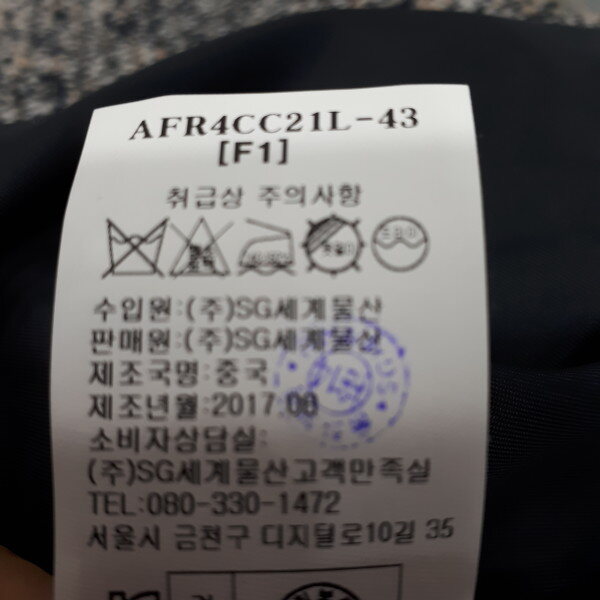 AFR4CC21L-43
[F1]
취급상 주의사항
수입원:(주)SG세계물산
판매원:(주)SG세계물산
제조국명:중국
제조년월:2017.08
소비자상담실:
(주)SG세계물산고객만족실
TEL:080-330-1472
서울시 금천구 디지털로10길 35